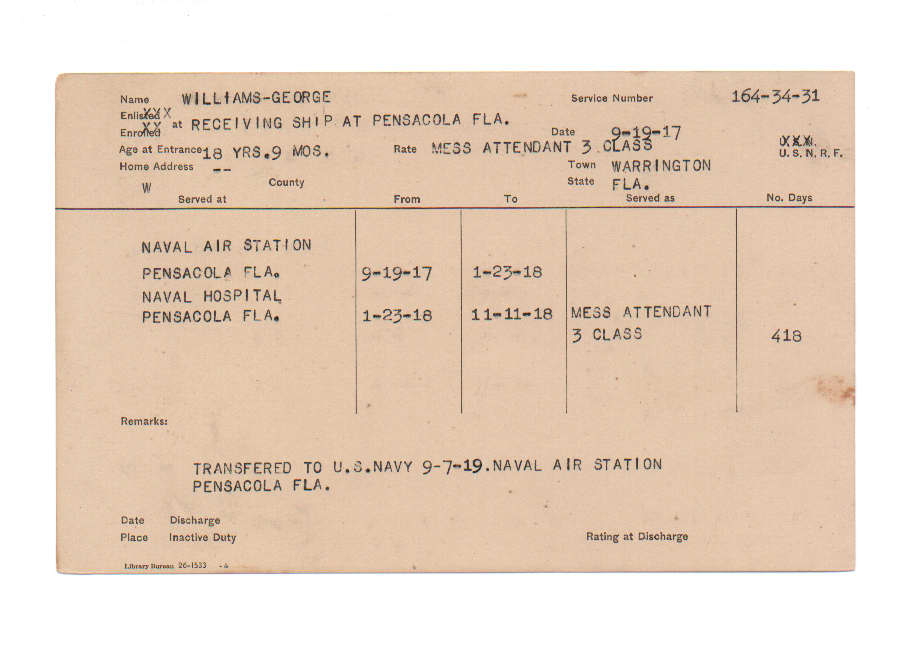 Name WILLIAMS-GEORGE Service Number 164-34-31
Enlisted XXX
Enrolled XX at RECEIVING SHIP AT PENSACOLA FLA. Date 9-19-17 XXX.
Age at Entrance 18 YRS.9 MOS. Rate MESS ATTENDANT 3 CLASS U. S. N. R. F.
Home Address -- Town WARRINGTON
W County State FLA.
Served at From To Served as No. Days
NAVAL AIR STATION
PENSACOLA FLA. 9-19-17 1-23-18
NAVAL HOSPITAL
PENSACOLA FLA. 1-23-18 11-11-18 MESS ATTENDANT
3 CLASS 418
Remarks:
TRANSFERED TO U.S.NAVY 9-7-19.NAVAL AIR STATION
PENSACOLA FLA.
Date Discharge
Place Inactive Duty Rating at Discharge
Library Bureau 26-1533 -A